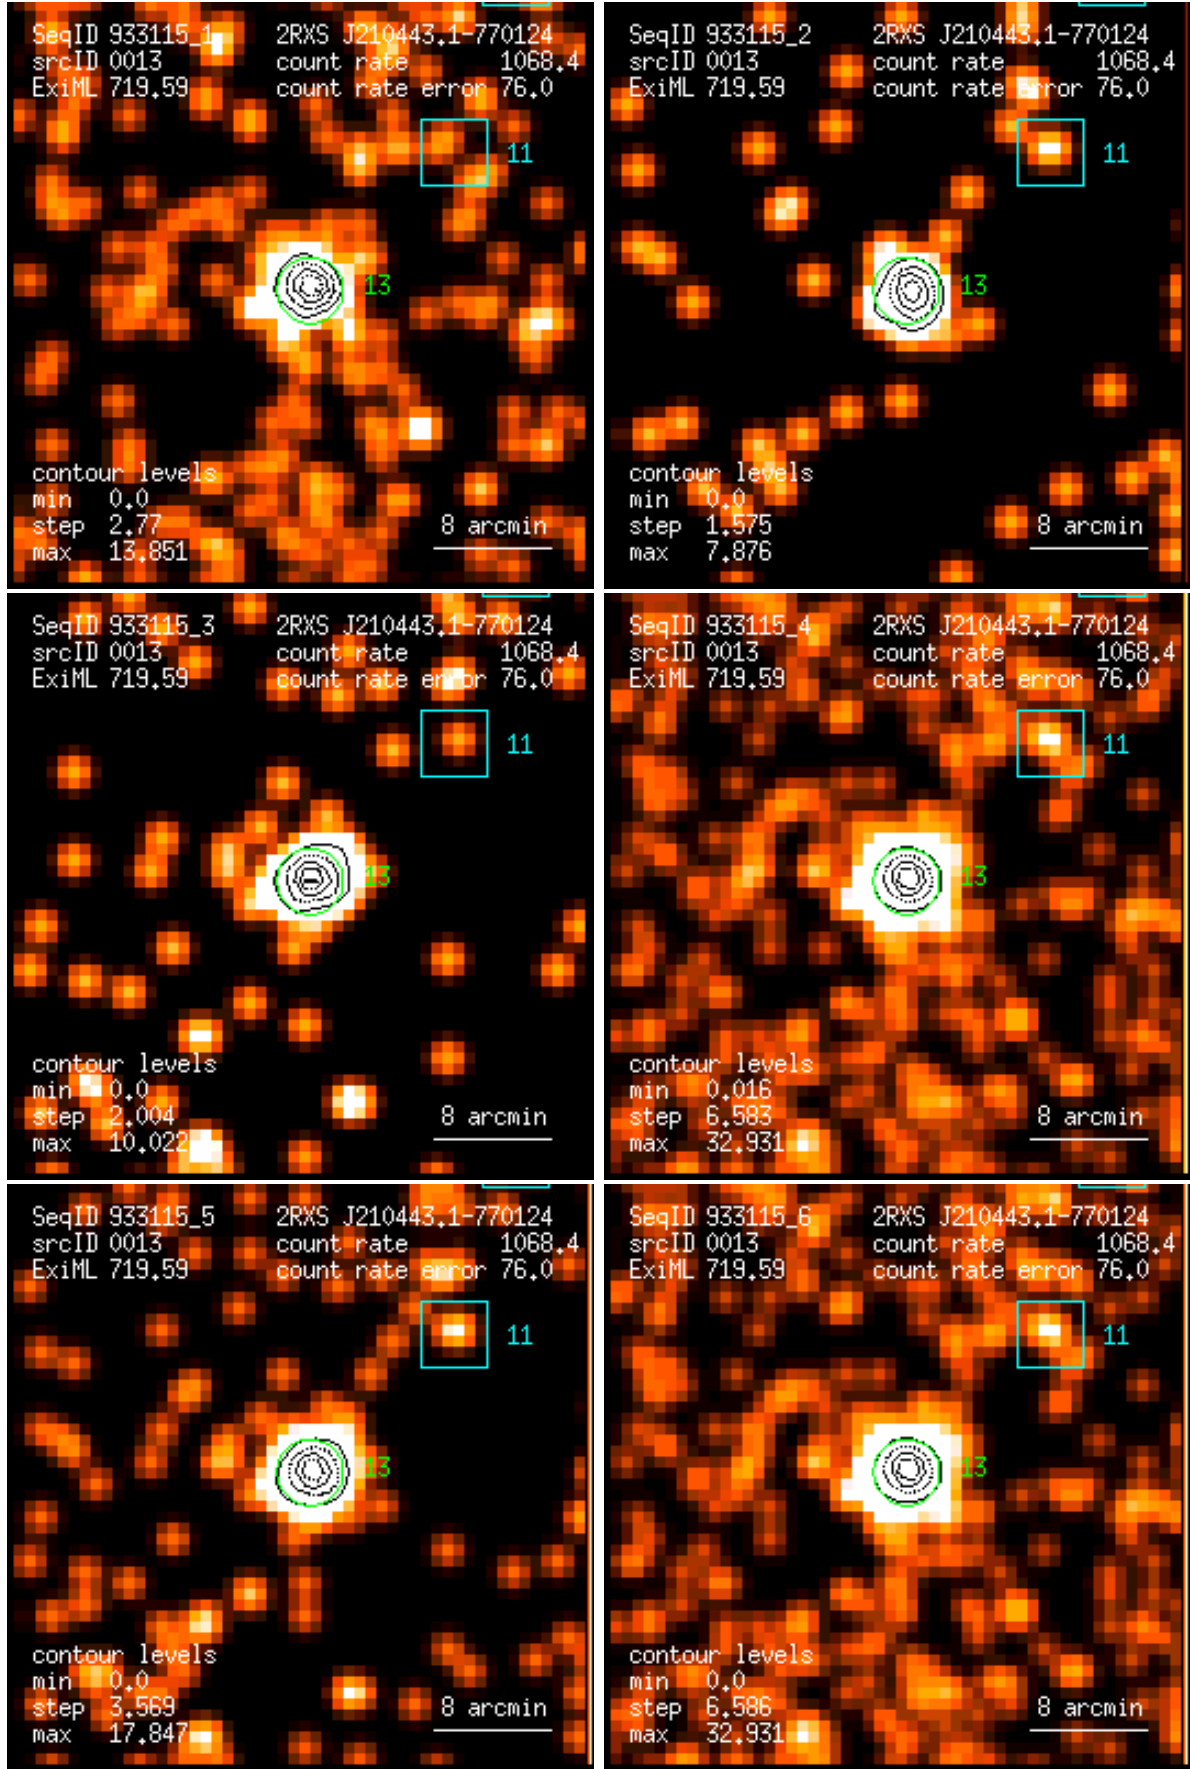 SeqID 933115_1 2RXS J210443.1-770124
srcID 0013 count rate 1068.4
ExiML 719.59 count rate error 76.0
11
13
contour levels
min 0.0
step 2.77
max 13.851
8 arcmin
SeqID 933115_2 2RXS J210443.1-770124
srcID 0013 count rate 1068.4
ExiML 719.59 count rate error 76.0
11
13
contour levels
min 0.0
step 1.575
max 7.876
8 arcmin
SeqID 933115_3 2RXS J210443.1-770124
srcID 0013 count rate 1068.4
ExiML 719.59 count rate error 76.0
11
13
contour levels
min 0.0
step 2.004
max 10.022
8 arcmin
SeqID 933115_4 2RXS J210443.1-770124
srcID 0013 count rate 1068.4
ExiML 719.59 count rate error 76.0
11
13
contour levels
min 0.016
step 6.583
max 32.931
8 arcmin
SeqID 933115_5 2RXS J210443.1-770124
srcID 0013 count rate 1068.4
ExiML 719.59 count rate error 76.0
11
13
contour levels
min 0.0
step 3.569
max 17.847
8 arcmin
SeqID 933115_6 2RXS J210443.1-770124
srcID 0013 count rate 1068.4
ExiML 719.59 count rate error 76.0
11
13
contour levels
min 0.0
step 6.586
max 32.931
8 arcmin